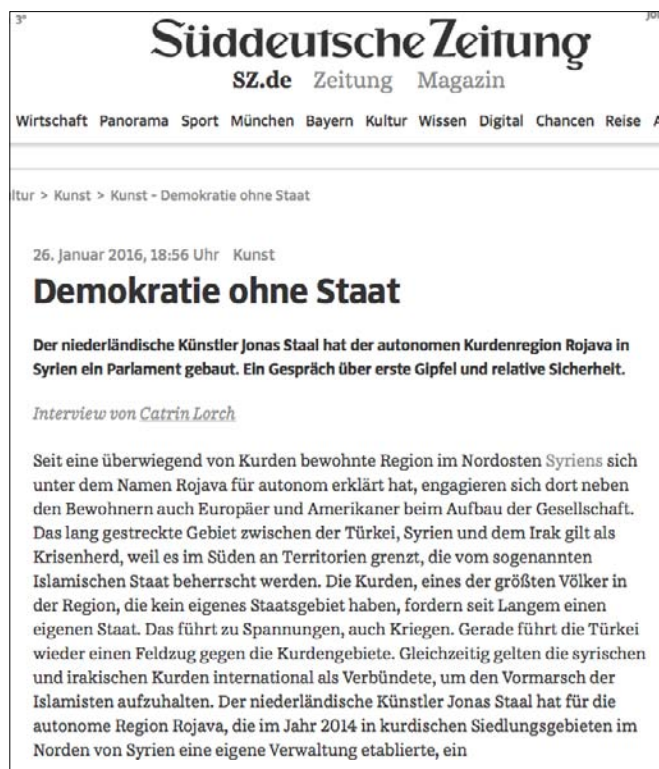 3°
Süddeutsche Zeitung
SZ.de Zeitung Magazin
Wirtschaft Panorama Sport München Bayern Kultur Wissen Digital Chancen Reise
> Kunst > Kunst - Demokratie ohne Staat
26. Januar 2016, 18:56 Uhr Kunst
Demokratie ohne Staat
Der niederländische Künstler Jonas Staal hat der autonomen Kurdenregion Rojava in
Syrien ein Parlament gebaut. Ein Gespräch über erste Gipfel und relative Sicherheit.
Interview von Catrin Lorch
Seit eine überwiegend von Kurden bewohnte Region im Nordosten Syriens sich
unter dem Namen Rojava für autonom erklärt hat, engagieren sich dort neben
den Bewohnern auch Europäer und Amerikaner beim Aufbau der Gesellschaft.
Das lang gestreckte Gebiet zwischen der Türkei, Syrien und dem Irak gilt als
Krisenherd, weil es im Süden an Territorien grenzt, die vom sogenannten
Islamischen Staat beherrscht werden. Die Kurden, eines der größten Völker in
der Region, die kein eigenes Staatsgebiet haben, fordern seit Langem einen
eigenen Staat. Das führt zu Spannungen, auch Kriegen. Gerade führt die Türkei
wieder einen Feldzug gegen die Kurdengebiete. Gleichzeitig gelten die syrischen
und irakischen Kurden international als Verbündete, um den Vormarsch der
Islamisten aufzuhalten. Der niederländische Künstler Jonas Staal hat für die
autonome Region Rojava, die im Jahr 2014 in kurdischen Siedlungsgebieten im
Norden von Syrien eine eigene Verwaltung etablierte, ein